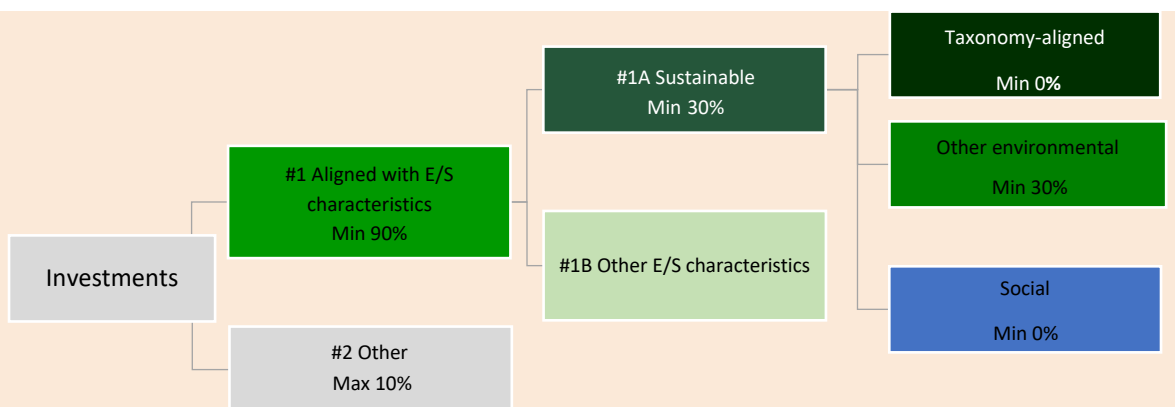 Investments
#1 Aligned with E/S
characteristics
Min 90%
#2 Other
Max 10%
#1A Sustainable
Min 30%
#1B Other E/S characteristics
Taxonomy-aligned
Min 0%
Other environmental
Min 30%
Social
Min 0%